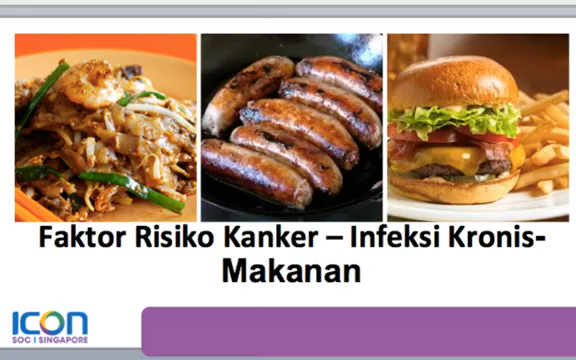 Faktor Risiko Kanker – Infeksi Kronis-
Makanan
ICON
SOC I SINGAPORE